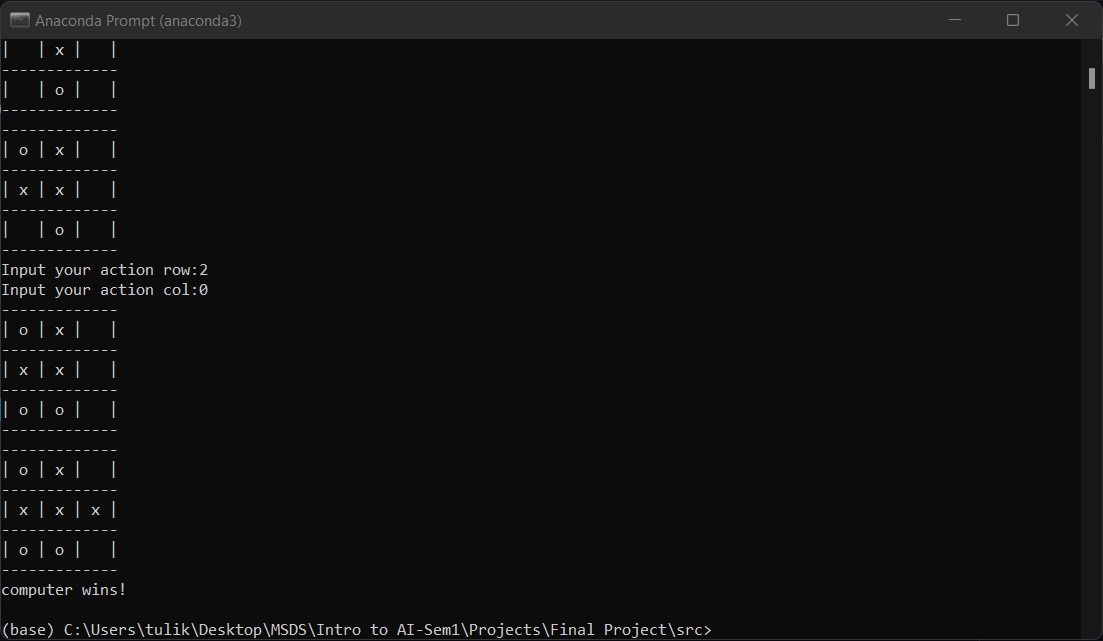 Anaconda Prompt (anaconda3)
|   | x |   |
-------------
|   | o |   |
-------------
-------------
| o | x |   |
-------------
| x | x |   |
-------------
|   | o |   |
-------------
Input your action row:2
Input your action col:0
-------------
| o | x |   |
-------------
| x | x |   |
-------------
| o | o |   |
-------------
-------------
| o | x |   |
-------------
| x | x | x |
-------------
| o | o |   |
-------------
computer wins!
(base) C:\Users\tulik\Desktop\MSDS\Intro to AI-Sem1\Projects\Final Project\src>